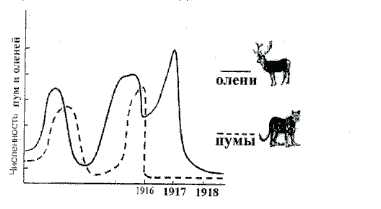 Численность пум и оленей
олени
пумы
1916 1917 1918